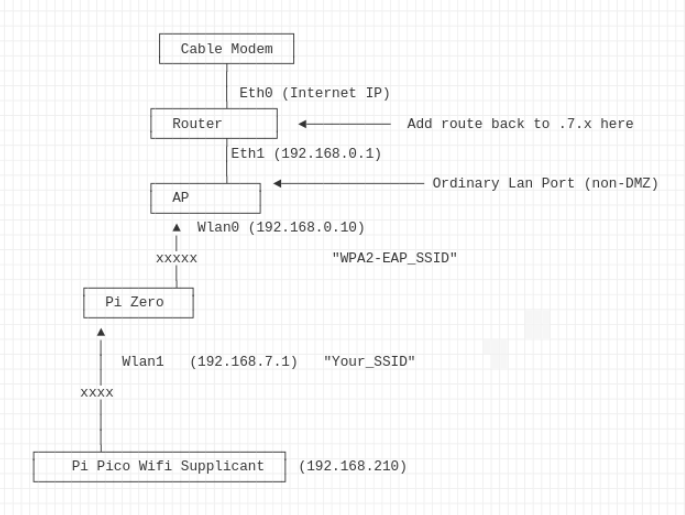 Cable Modem
Eth0 (Internet IP)
Router
Add route back to .7.x here
Eth1 (192.168.0.1)
Ordinary Lan Port (non-DMZ)
AP
Wlan0 (192.168.0.10)
xxxxx
"WPA2-EAP_SSID"
Pi Zero
Wlan1 (192.168.7.1) "Your_SSID"
xxxx
Pi Pico Wifi Supplicant (192.168.210)